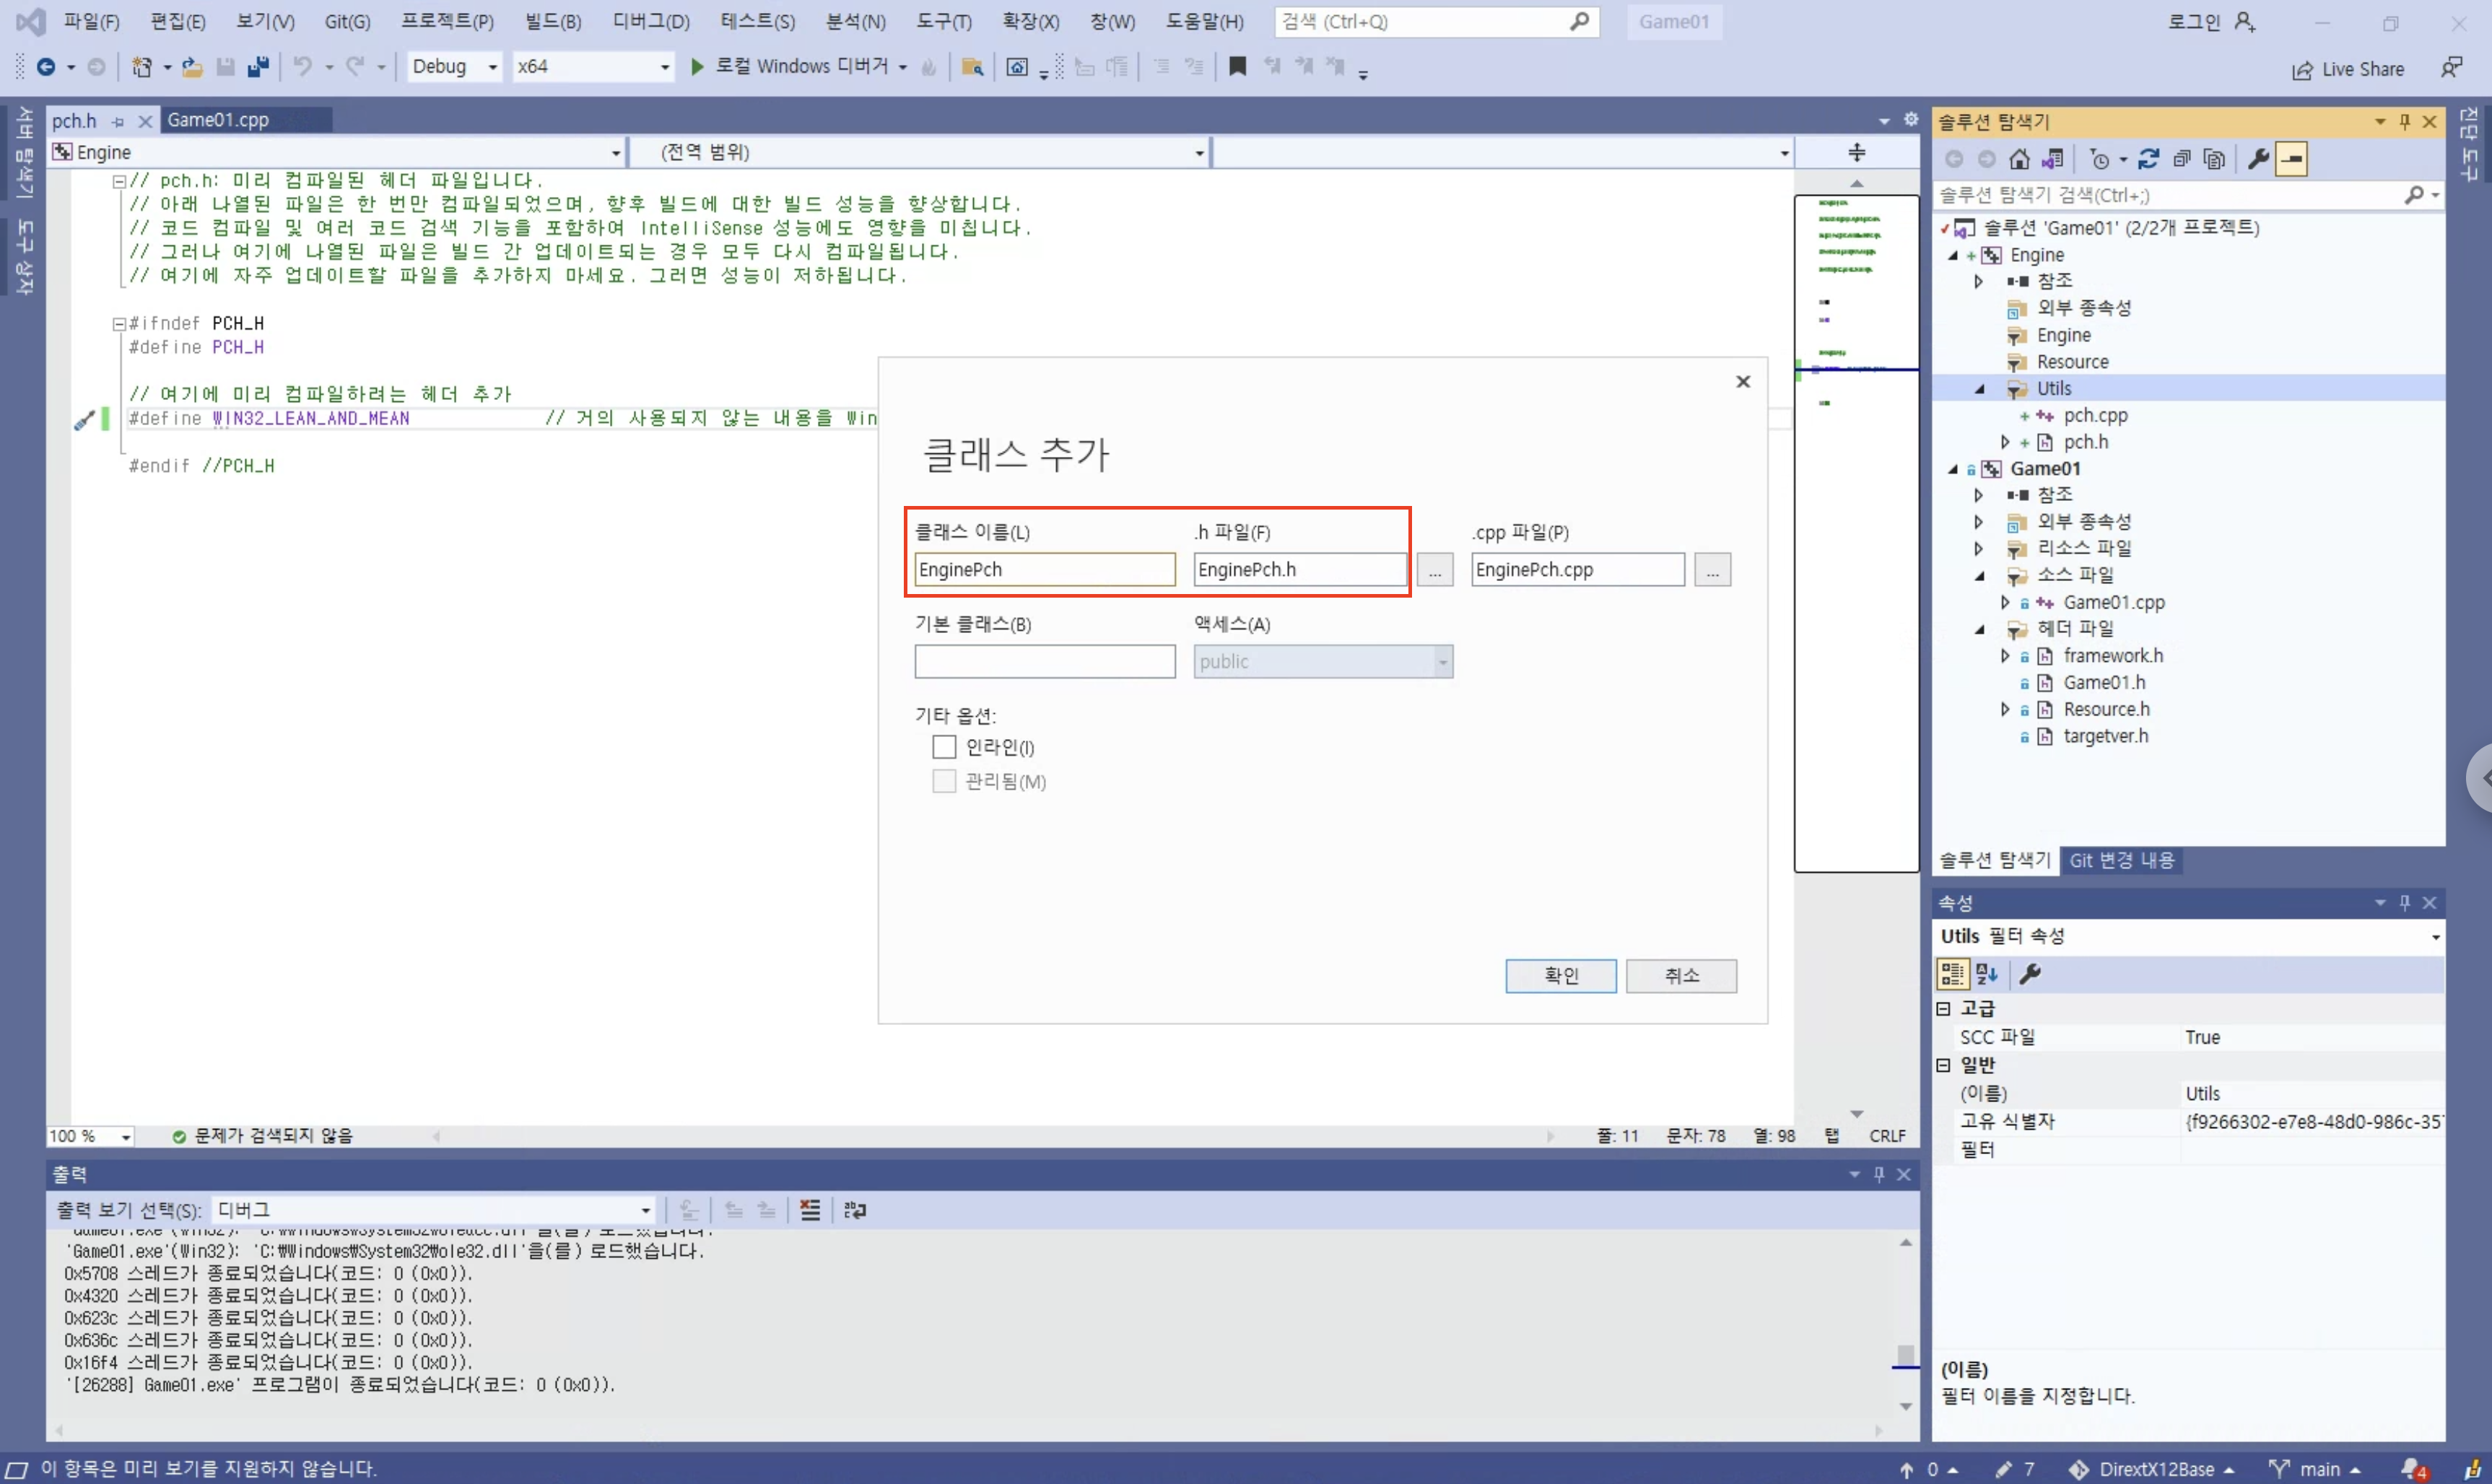 파일(F) 편집(E) 보기(V) Git(G) 프로젝트(P) 빌드(B) 디버그(D) 테스트(S) 분석(N) 도구(T) 확장(X) 창(W) 도움말(H) 검색 (Ctrl+Q) Game01 로그인
Debug x64 로컬 Windows 디버거 Live Share
서버 탐색기
도구 상자
pch.h Game01.cpp
Engine (전역 범위)
// pch.h: 미리 컴파일된 헤더 파일입니다.
// 아래 나열된 파일은 한 번만 컴파일되었으며, 향후 빌드에 대한 빌드 성능을 향상합니다.
// 코드 컴파일 및 여러 코드 검색 기능을 포함하여 IntelliSense 성능에도 영향을 미칩니다.
// 그러나 여기에 나열된 파일은 빌드 간 업데이트되는 경우 모두 다시 컴파일됩니다.
// 여기에 자주 업데이트할 파일을 추가하지 마세요. 그러면 성능이 저하됩니다.
#ifndef PCH_H
#define PCH_H
// 여기에 미리 컴파일하려는 헤더 추가
#define WIN32_LEAN_AND_MEAN // 거의 사용되지 않는 내용을 Win
#endif //PCH_H
클래스 추가
클래스 이름(L) .h 파일(F) .cpp 파일(P)
EnginePch EnginePch.h ... EnginePch.cpp ...
기본 클래스(B) 액세스(A)
public
기타 옵션:
인라인(I)
관리됨(M)
확인 취소
100 % 문제가 검색되지 않음 줄: 11 문자: 78 열: 98 탭 CRLF
출력
출력 보기 선택(S): 디버그
'Game01.exe'(Win32): 'C:\Windows\System32\ole32.dll'을(를) 로드했습니다.
0x5708 스레드가 종료되었습니다(코드: 0 (0x0)).
0x4320 스레드가 종료되었습니다(코드: 0 (0x0)).
0x623c 스레드가 종료되었습니다(코드: 0 (0x0)).
0x636c 스레드가 종료되었습니다(코드: 0 (0x0)).
0x16f4 스레드가 종료되었습니다(코드: 0 (0x0)).
'[26288] Game01.exe' 프로그램이 종료되었습니다(코드: 0 (0x0)).
솔루션 탐색기
솔루션 탐색기 검색(Ctrl+;)
솔루션 'Game01' (2/2개 프로젝트)
Engine
참조
외부 종속성
Engine
Resource
Utils
pch.cpp
pch.h
Game01
참조
외부 종속성
리소스 파일
소스 파일
Game01.cpp
헤더 파일
framework.h
Game01.h
Resource.h
targetver.h
솔루션 탐색기 Git 변경 내용
속성
Utils 필터 속성
고급
SCC 파일 True
일반
(이름) Utils
고유 식별자 {f9266302-e7e8-48d0-986c-357
필터
(이름)
필터 이름을 지정합니다.
진단 도구
이 항목은 미리 보기를 지원하지 않습니다. 0 7 DirextX12Base main 4